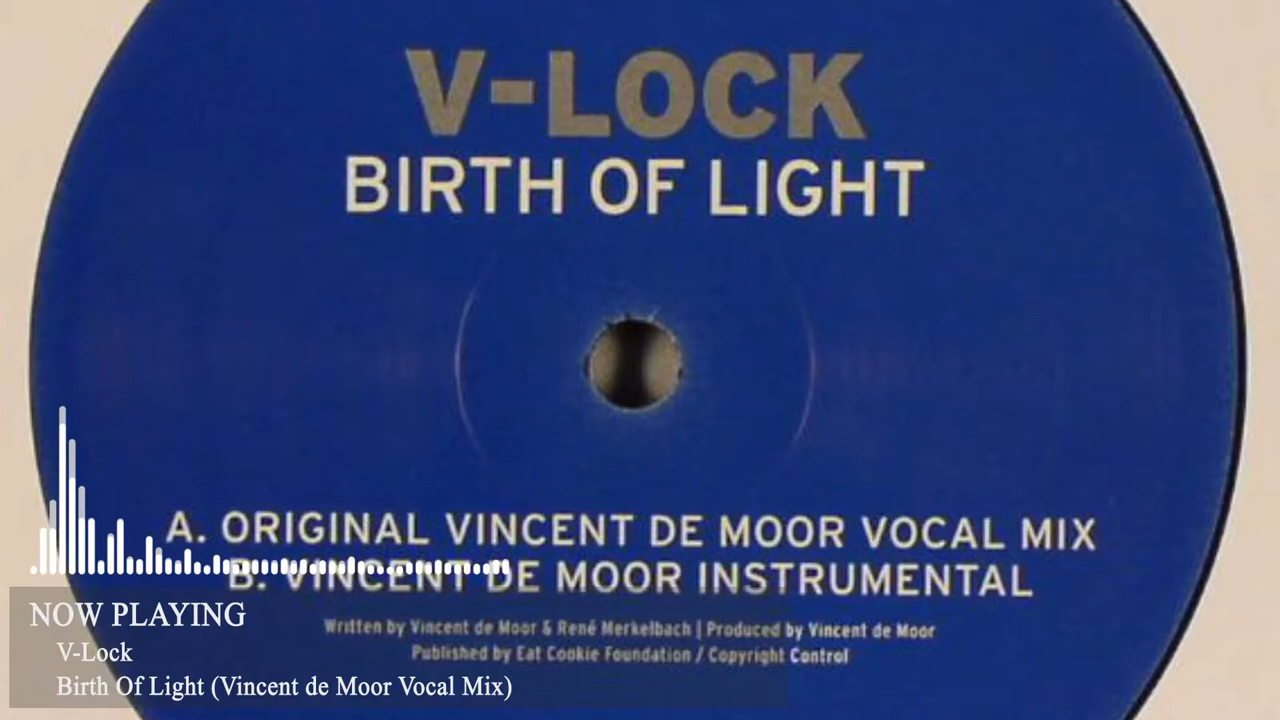 V-LOCK
BIRTH OF LIGHT
A. ORIGINAL VINCENT DE MOOR VOCAL MIX
B. VINCENT DE MOOR INSTRUMENTAL
Written by Vincent de Moor & René Merkelbach | Produced by Vincent de Moor
Published by Eat Cookie Foundation / Copyright Control
NOW PLAYING
V-Lock
Birth Of Light (Vincent de Moor Vocal Mix)